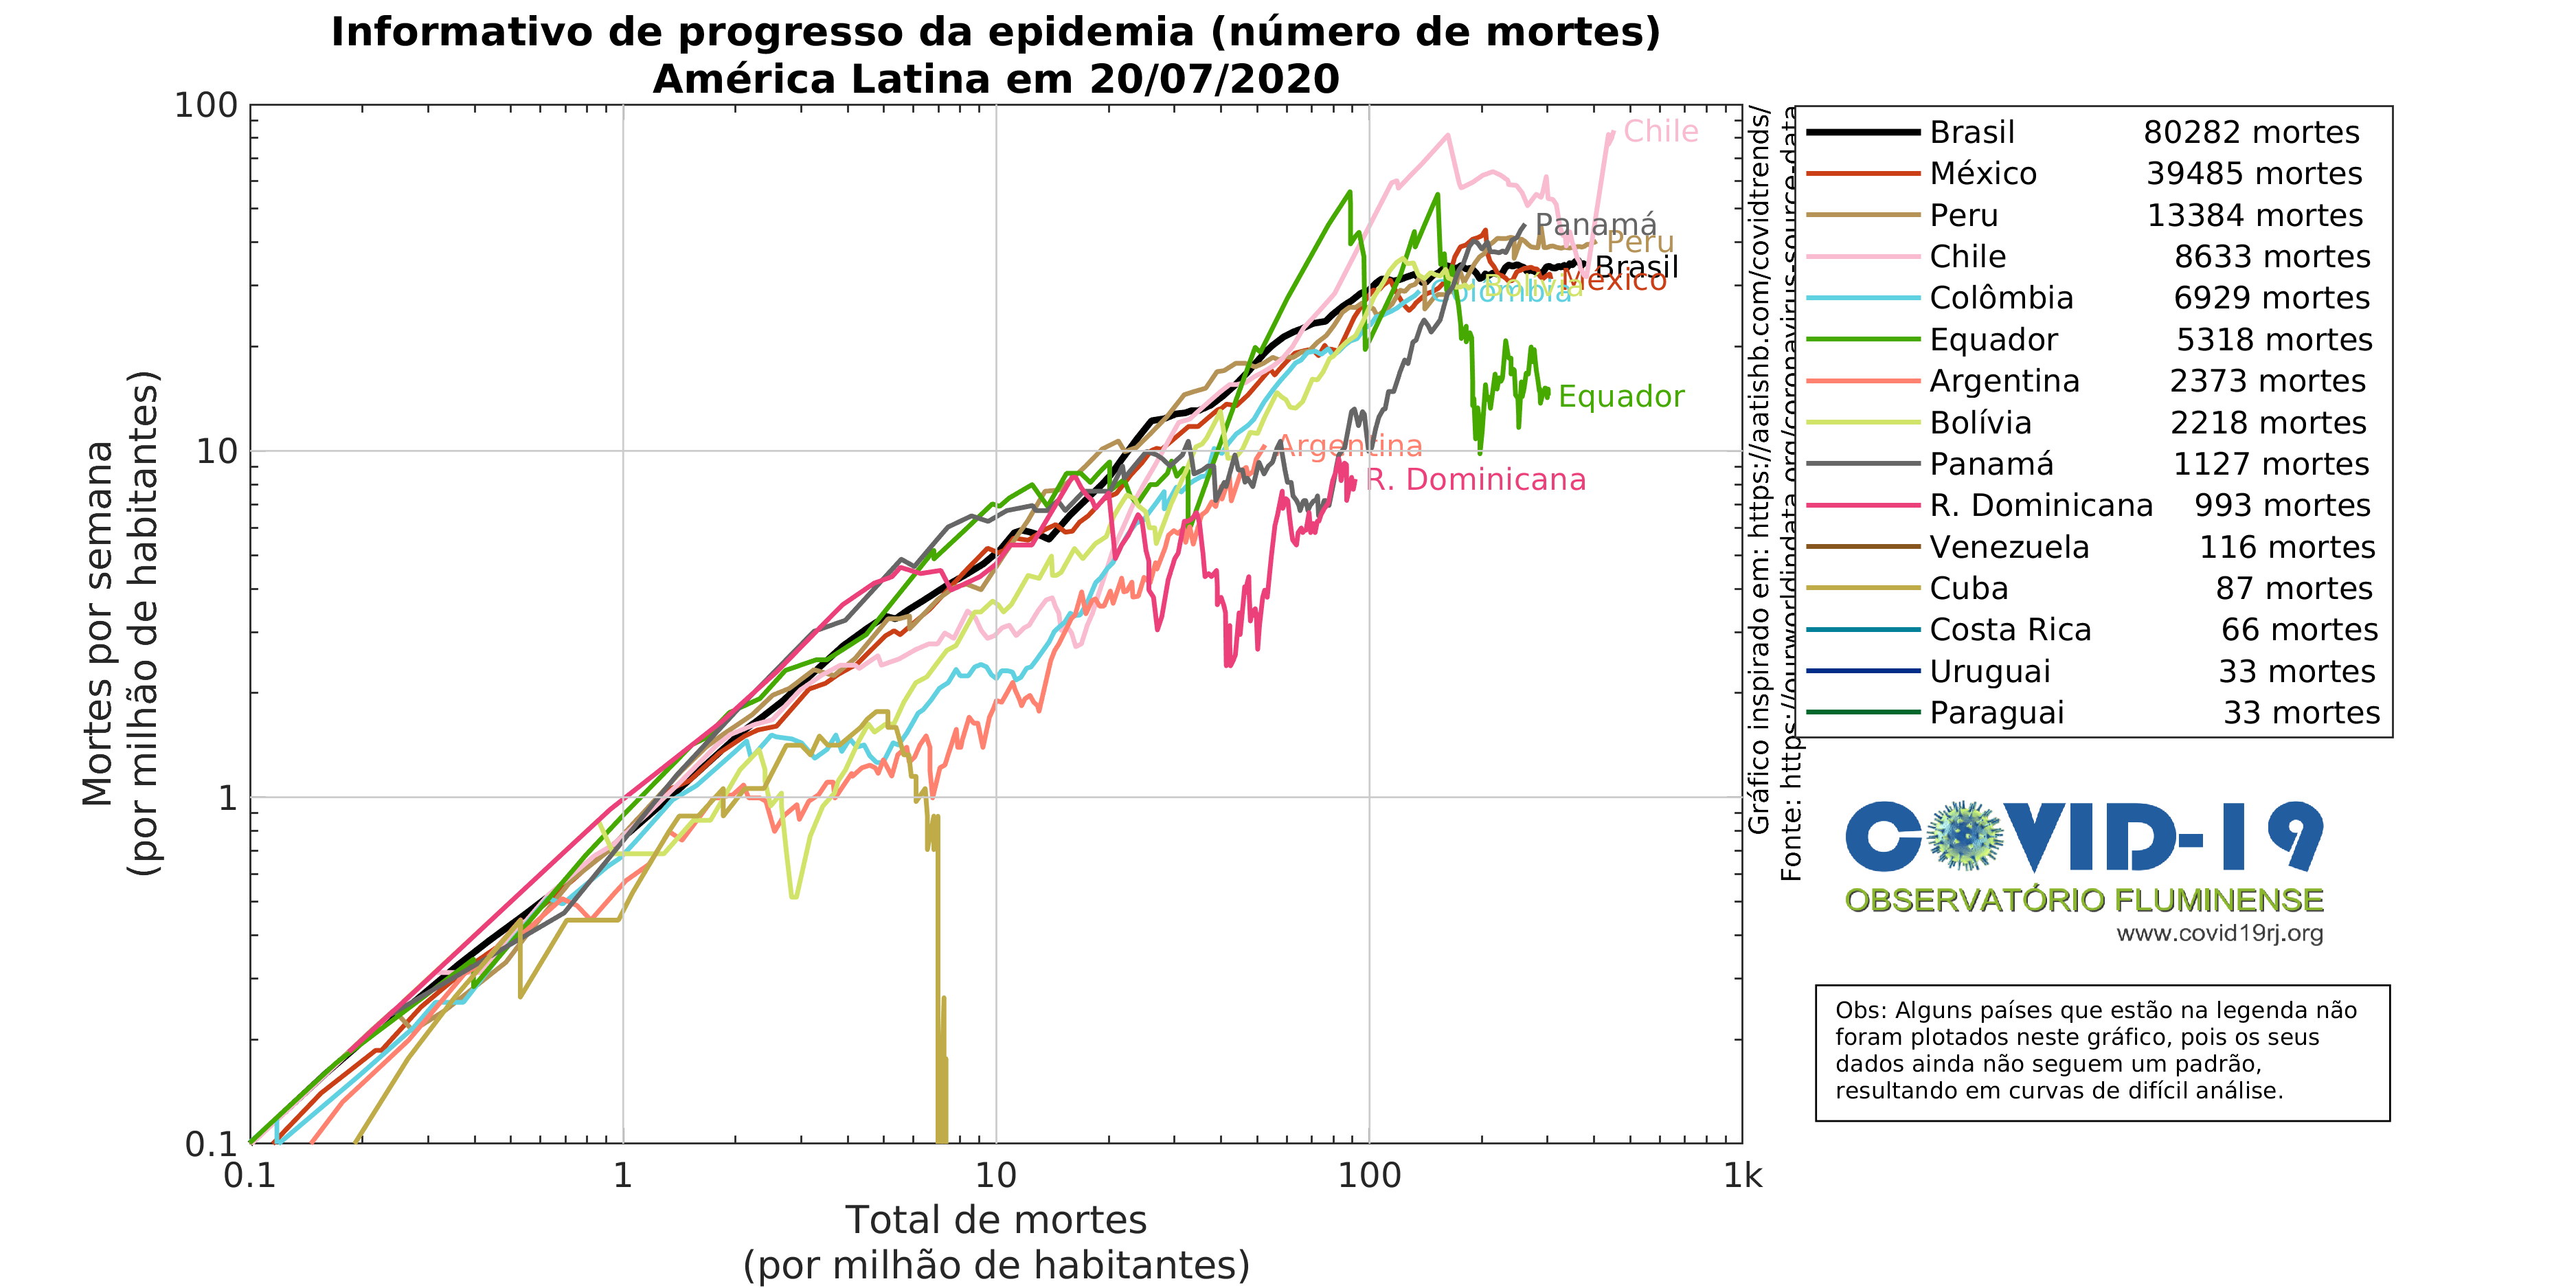 Informativo de progresso da epidemia (número de mortes)
América Latina em 20/07/2020
Mortes por semana
(por milhão de habitantes)
100
10
1
0.1
0.1
1
10
100
1k
Total de mortes
(por milhão de habitantes)
Chile
Panamá
Peru
Brasil
México
Bolívia
Colômbia
Equador
Argentina
R. Dominicana
Gráfico inspirado em: https://aatishb.com/covidtrends/
Fonte: https://ourworldindata.org/coronavirus-source-data
Brasil 80282 mortes
México 39485 mortes
Peru 13384 mortes
Chile 8633 mortes
Colômbia 6929 mortes
Equador 5318 mortes
Argentina 2373 mortes
Bolívia 2218 mortes
Panamá 1127 mortes
R. Dominicana 993 mortes
Venezuela 116 mortes
Cuba 87 mortes
Costa Rica 66 mortes
Uruguai 33 mortes
Paraguai 33 mortes
COVID-19
OBSERVATÓRIO FLUMINENSE
www.covid19rj.org
Obs: Alguns países que estão na legenda não
foram plotados neste gráfico, pois os seus
dados ainda não seguem um padrão,
resultando em curvas de difícil análise.